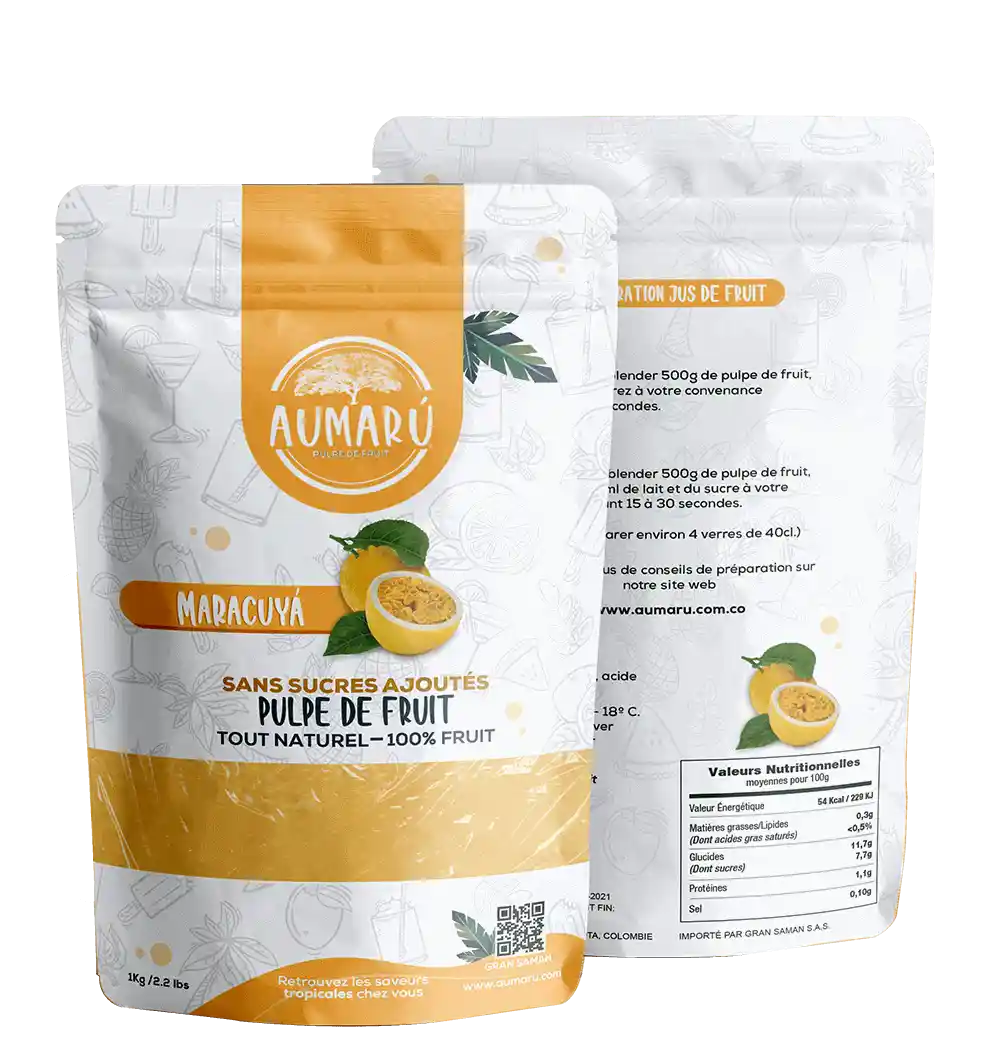 AUMARÚ
PULPE DE FRUIT
MARACUYÁ
SANS SUCRES AJOUTÉS
PULPE DE FRUIT
TOUT NATUREL—100% FRUIT
1Kg /2.2 lbs
Retrouvez les saveurs
tropicales chez vous
GRAN SAMAN
www.aumaru.com
RATION JUS DE FRUIT
lender 500g de pulpe de fruit,
rez à votre convenance
condes.
blender 500g de pulpe de fruit,
ml de lait et du sucre à votre
nt 15 à 30 secondes.
arer environ 4 verres de 40cl.)
us de conseils de préparation sur
notre site web
www.aumaru.com.co
, acide
- 18º C.
ver
Valeurs Nutritionnelles
moyennes pour 100g
Valeur Énergétique 54 Kcal / 229 KJ
Matières grasses/Lipides 0,3g
(Dont acides gras saturés) <0,5%
Glucides 11,7g
(Dont sucres) 7,7g
Protéines 1,1g
Sel 0,10g
-2021
T FIN:
TA, COLOMBIE
IMPORTÉ PAR GRAN SAMAN S.A.S.